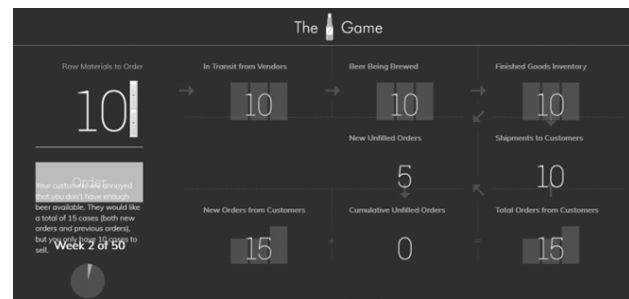 The Game
Raw Materials to Order
In Transit from Vendors
Beer Being Brewed
Finished Goods Inventory
10
10
10
10
New Unfilled Orders
Shipments to Customers
Order
5
10
Your customers are annoyed
that you don't have enough
beer available. They would like
a total of 15 cases (both new
orders and previous orders),
but you only have 10 cases to
sell.
Week 2 of 50
New Orders from Customers
Cumulative Unfilled Orders
Total Orders from Customers
15
+
0
=
15